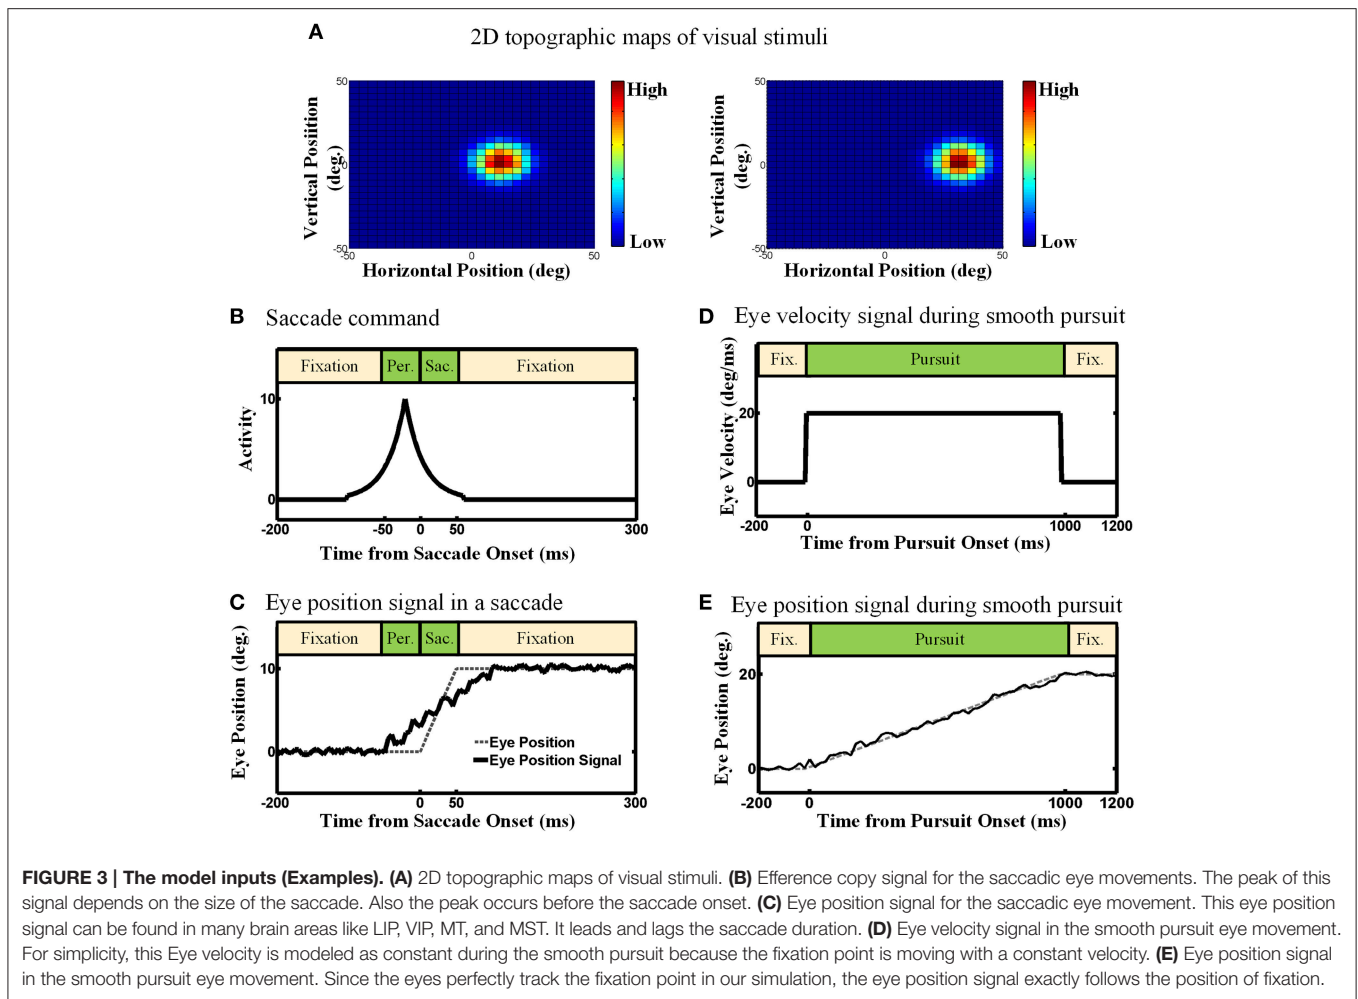 A
2D topographic maps of visual stimuli
50
High
Vertical Posiition
(deg.)
0
Low
-50
-50
0
50
Horizontal Position (deg)
50
High
Vertical Posiition
(deg.)
0
Low
-50
-50
0
50
Horizontal Position (deg)
B Saccade command
Fixation Per. Sac. Fixation
10
Activity
0
-200 -50 0 50 300
Time from Saccade Onset (ms)
D Eye velocity signal during smooth pursuit
Fix. Pursuit Fix.
Eye Velocity (deg/ms)
20
0
-200 0 1000 1200
Time from Pursuit Onset (ms)
C Eye position signal in a saccade
Fixation Per. Sac. Fixation
Eye Position (deg.)
10
0
Eye Position
Eye Position Signal
-200 0 50 300
Time from Saccade Onset (ms)
E Eye position signal during smooth pursuit
Fix. Pursuit Fix.
Eye Position (deg.)
20
0
-200 0 1000 1200
Time from Pursuit Onset (ms)
FIGURE 3 | The model inputs (Examples). (A) 2D topographic maps of visual stimuli. (B) Efference copy signal for the saccadic eye movements. The peak of this
signal depends on the size of the saccade. Also the peak occurs before the saccade onset. (C) Eye position signal for the saccadic eye movement. This eye position
signal can be found in many brain areas like LIP, VIP, MT, and MST. It leads and lags the saccade duration. (D) Eye velocity signal in the smooth pursuit eye movement.
For simplicity, this Eye velocity is modeled as constant during the smooth pursuit because the fixation point is moving with a constant velocity. (E) Eye position signal
in the smooth pursuit eye movement. Since the eyes perfectly track the fixation point in our simulation, the eye position signal exactly follows the position of fixation.